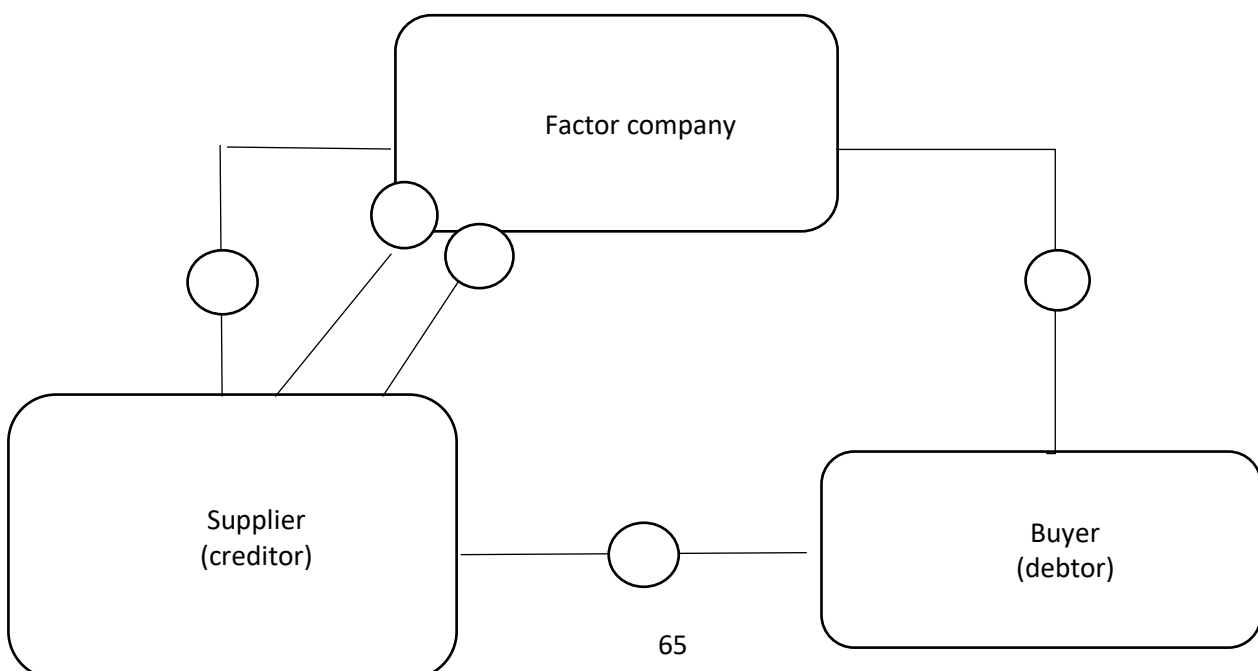 Factor company
Supplier
(creditor)
Buyer
(debtor)
65